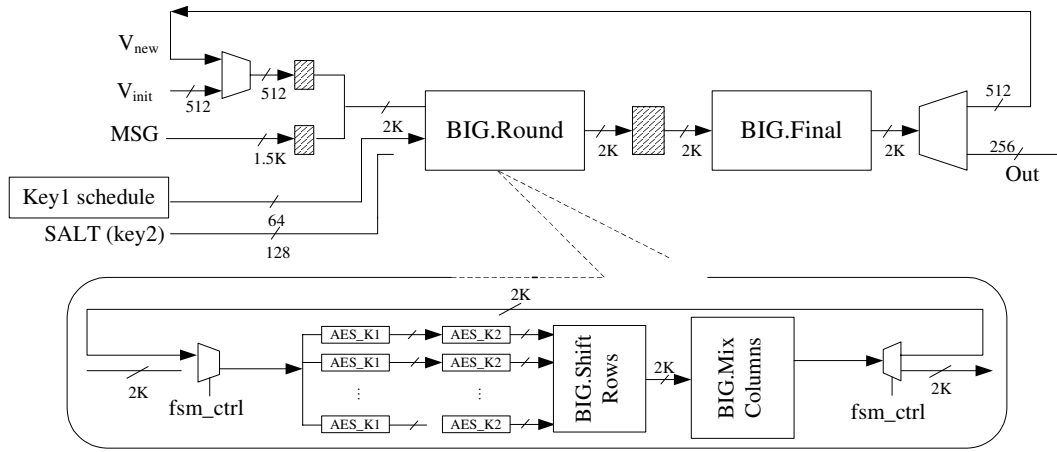 V_new
V_init
512
512
MSG
1.5K
2K
BIG.Round
2K
2K
BIG.Final
2K
512
256
Out
Key1 schedule
64
SALT (key2)
128
2K
2K
fsm_ctrl
AES_K1
AES_K2
AES_K1
AES_K2
⋮
⋮
AES_K1
AES_K2
BIG.Shift
Rows
2K
BIG.Mix
Columns
2K
fsm_ctrl